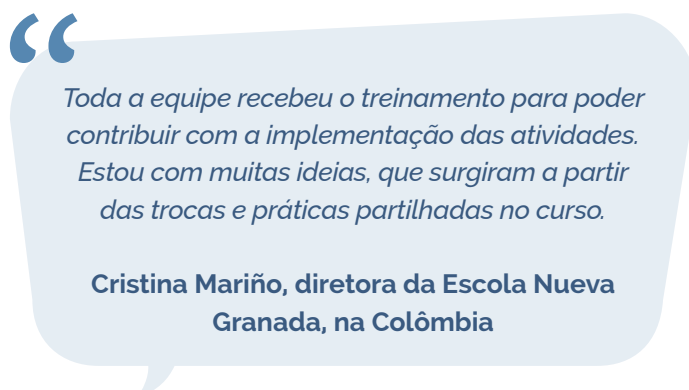 “
Toda a equipe recebeu o treinamento para poder
contribuir com a implementação das atividades.
Estou com muitas ideias, que surgiram a partir
das trocas e práticas partilhadas no curso.
Cristina Mariño, diretora da Escola Nueva
Granada, na Colômbia